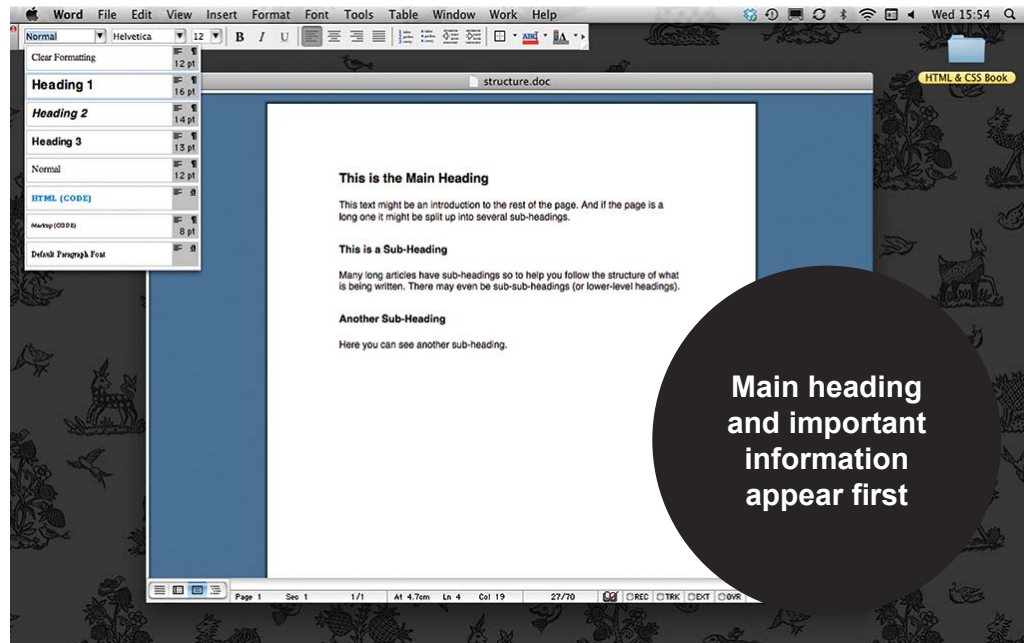 Word File Edit View Insert Format Font Tools Table Window Work Help Wed 15:54
Normal Helvetica 12 B I U ABC A
Clear Formatting 12 pt
Heading 1 16 pt
Heading 2 14 pt
Heading 3 13 pt
Normal 12 pt
HTML (CODE) a
Markup (CODE) 8 pt
Default Paragraph Font a
structure.doc
HTML & CSS Book
This is the Main Heading
This text might be an introduction to the rest of the page. And if the page is a
long one it might be split up into several sub-headings.
This is a Sub-Heading
Many long articles have sub-headings so to help you follow the structure of what
is being written. There may even be sub-sub-headings (or lower-level headings).
Another Sub-Heading
Here you can see another sub-heading.
Main heading
and important
information
appear first
Page 1 Sec 1 1/1 At 4.7cm Ln 4 Col 19 27/70 REC TRK EXT OVR